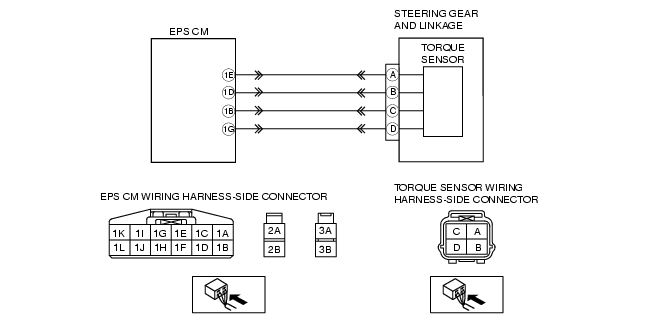 STEERING GEAR
AND LINKAGE
EPS CM
TORQUE
SENSOR
1E A
1D B
1B C
1G D
EPS CM WIRING HARNESS-SIDE CONNECTOR
TORQUE SENSOR WIRING
HARNESS-SIDE CONNECTOR
1K 1I 1G 1E 1C 1A
1L 1J 1H 1F 1D 1B
2A
2B
3A
3B
C A
D B